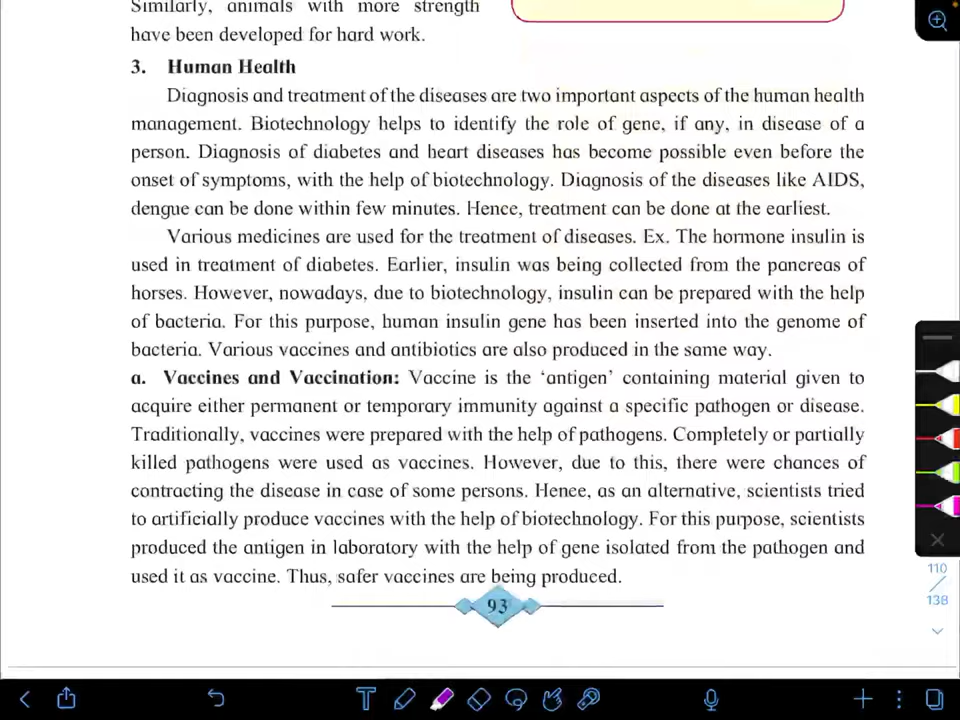 Similarly, animals with more strength
have been developed for hard work.
3. Human Health
Diagnosis and treatment of the diseases are two important aspects of the human health
management. Biotechnology helps to identify the role of gene, if any, in disease of a
person. Diagnosis of diabetes and heart diseases has become possible even before the
onset of symptoms, with the help of biotechnology. Diagnosis of the diseases like AIDS,
dengue can be done within few minutes. Hence, treatment can be done at the earliest.
Various medicines are used for the treatment of diseases. Ex. The hormone insulin is
used in treatment of diabetes. Earlier, insulin was being collected from the pancreas of
horses. However, nowadays, due to biotechnology, insulin can be prepared with the help
of bacteria. For this purpose, human insulin gene has been inserted into the genome of
bacteria. Various vaccines and antibiotics are also produced in the same way.
a. Vaccines and Vaccination: Vaccine is the ‘antigen’ containing material given to
acquire either permanent or temporary immunity against a specific pathogen or disease.
Traditionally, vaccines were prepared with the help of pathogens. Completely or partially
killed pathogens were used as vaccines. However, due to this, there were chances of
contracting the disease in case of some persons. Hence, as an alternative, scientists tried
to artificially produce vaccines with the help of biotechnology. For this purpose, scientists
produced the antigen in laboratory with the help of gene isolated from the pathogen and
used it as vaccine. Thus, safer vaccines are being produced.
93
110
138